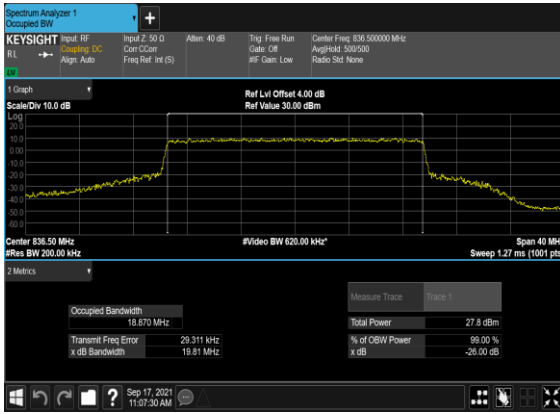 Spectrum Analyzer 1
Occupied BW
KEYSIGHT
RL
Input: RF
Coupling: DC
Align: Auto
Input Z: 50 Ω
Corr CCorr
Freq Ref: Int (S)
Atten: 40 dB
Trig: Free Run
Gate: Off
#IF Gain: Low
Center Freq: 836.500000 MHz
Avg|Hold: 500/500
Radio Std: None
1 Graph
Scale/Div 10.0 dB
Ref Lvl Offset 4.00 dB
Ref Value 30.00 dBm
Log
20.0
10.0
0.00
-10.0
-20.0
-30.0
-40.0
-50.0
-60.0
Center 836.50 MHz
#Res BW 200.00 kHz
#Video BW 620.00 kHz*
Span 40 MH
Sweep 1.27 ms (1001 pts
2 Metrics
Measure Trace Trace 1
Occupied Bandwidth
18.870 MHz
Total Power 27.8 dBm
Transmit Freq Error 29.311 kHz
% of OBW Power 99.00 %
x dB Bandwidth 19.81 MHz
x dB -26.00 dB
?
Sep 17, 2021
11:07:30 AM